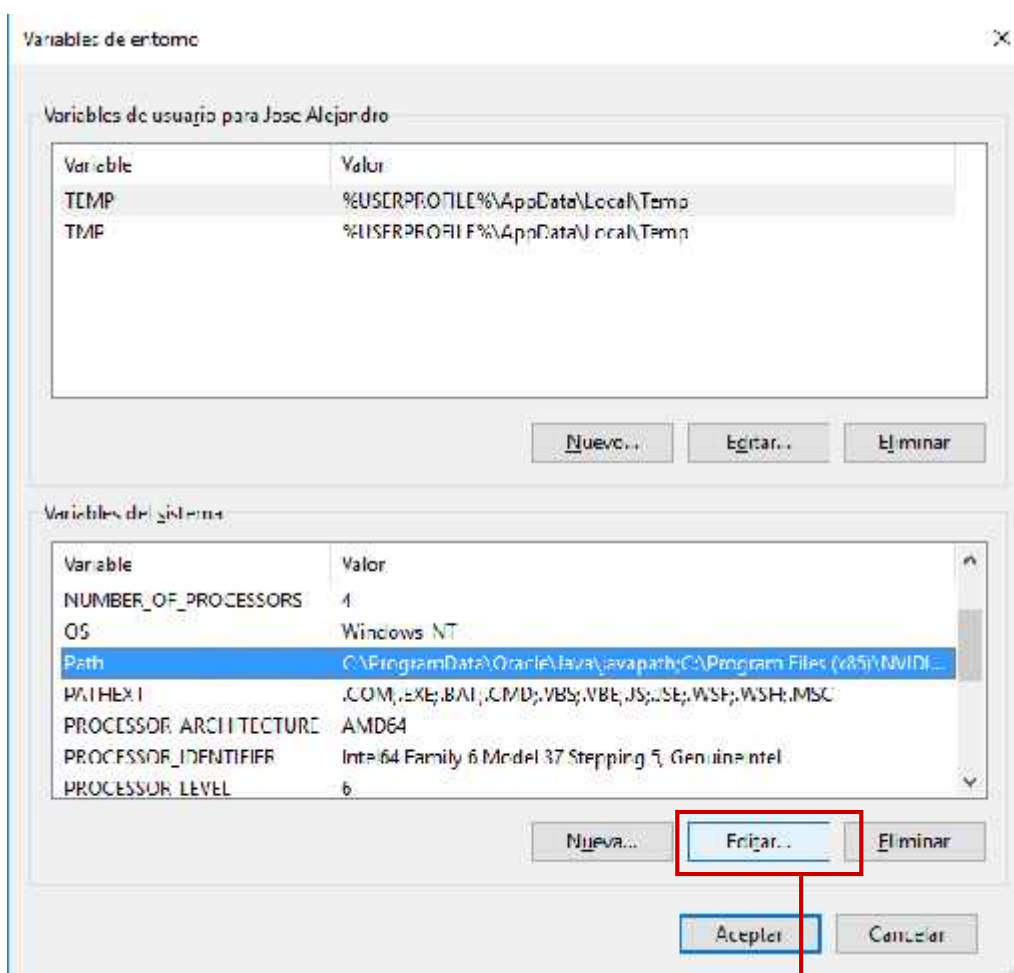 Variables de entorno
Variables de usuario para Jose Alejandro
Variable Valor
TEMP %USERPROFILE%\AppData\Local\Temp
TMP %USERPROFILE%\AppData\Local\Temp
Nuevo... Editar... Eliminar
Variables del sistema
Variable Valor
NUMBER_OF_PROCESSORS 4
OS Windows_NT
Path C:\ProgramData\Oracle\Java\javapath;C:\Program Files (x86)\NVIDI...
PATHEXT .COM;.EXE;.BAT;.CMD;.VBS;.VBE;.JS;.JSE;.WSF;.WSH;.MSC
PROCESSOR_ARCHITECTURE AMD64
PROCESSOR_IDENTIFIER Intel64 Family 6 Model 37 Stepping 5, GenuineIntel
PROCESSOR_LEVEL 6
Nueva... Editar... Eliminar
Aceptar Cancelar